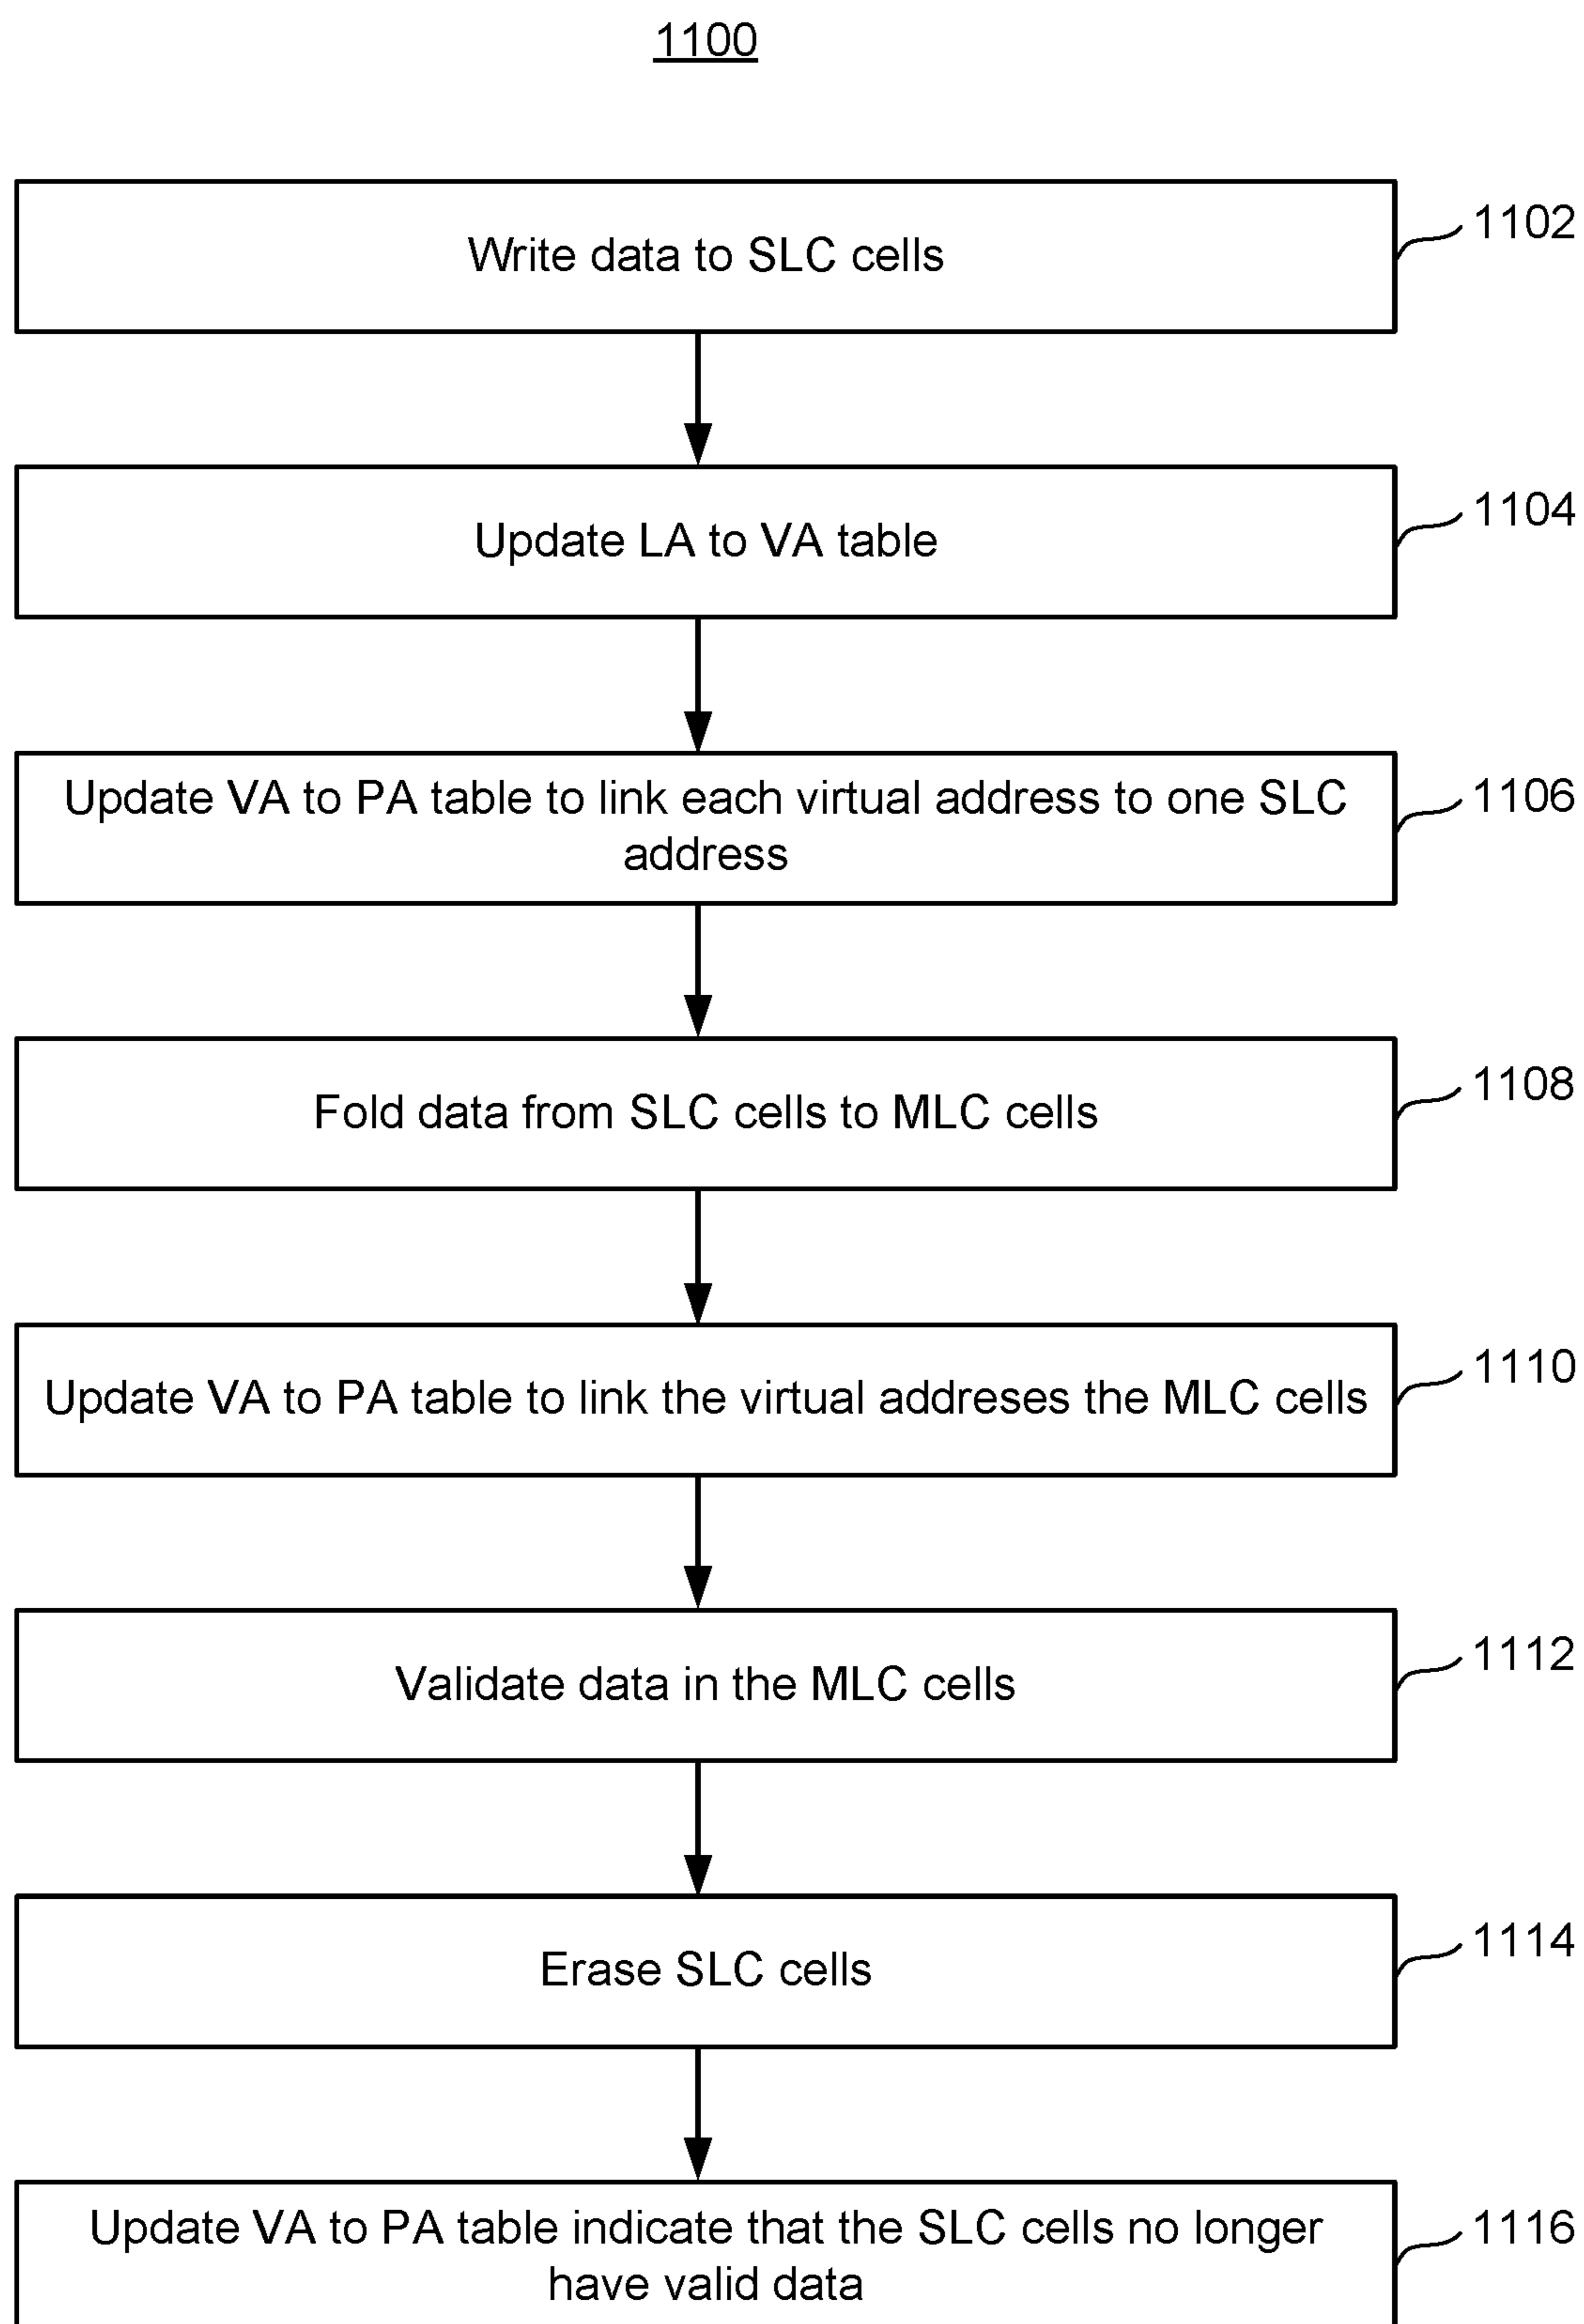 1100
Write data to SLC cells
1102
Update LA to VA table
1104
Update VA to PA table to link each virtual address to one SLC
address
1106
Fold data from SLC cells to MLC cells
1108
Update VA to PA table to link the virtual addreses the MLC cells
1110
Validate data in the MLC cells
1112
Erase SLC cells
1114
Update VA to PA table indicate that the SLC cells no longer
have valid data
1116